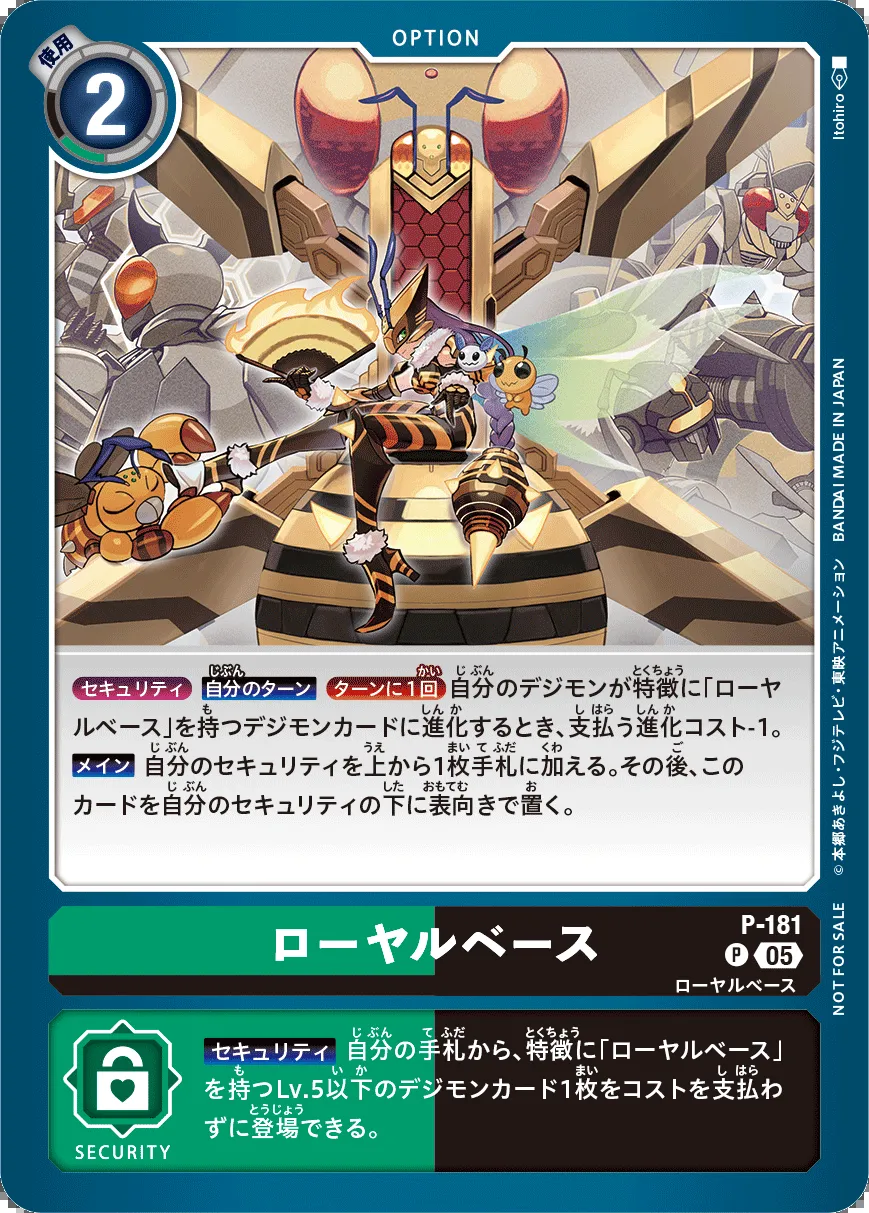 OPTION
使用
2
Itohiro
セキュリティ 自分のターン ターンに1回 自分のデジモンが特徴に「ローヤ
ルベース」を持つデジモンカードに進化するとき、支払う進化コスト-1。
メイン 自分のセキュリティを上から1枚手札に加える。その後、この
カードを自分のセキュリティの下に表向きで置く。
©本郷あきよし・フジテレビ・東映アニメーション BANDAI MADE IN JAPAN
NOT FOR SALE
ローヤルベース
P-181
P 05
ローヤルベース
セキュリティ 自分の手札から、特徴に「ローヤルベース」
を持つLv.5以下のデジモンカード1枚をコストを支払わ
ずに登場できる。
SECURITY